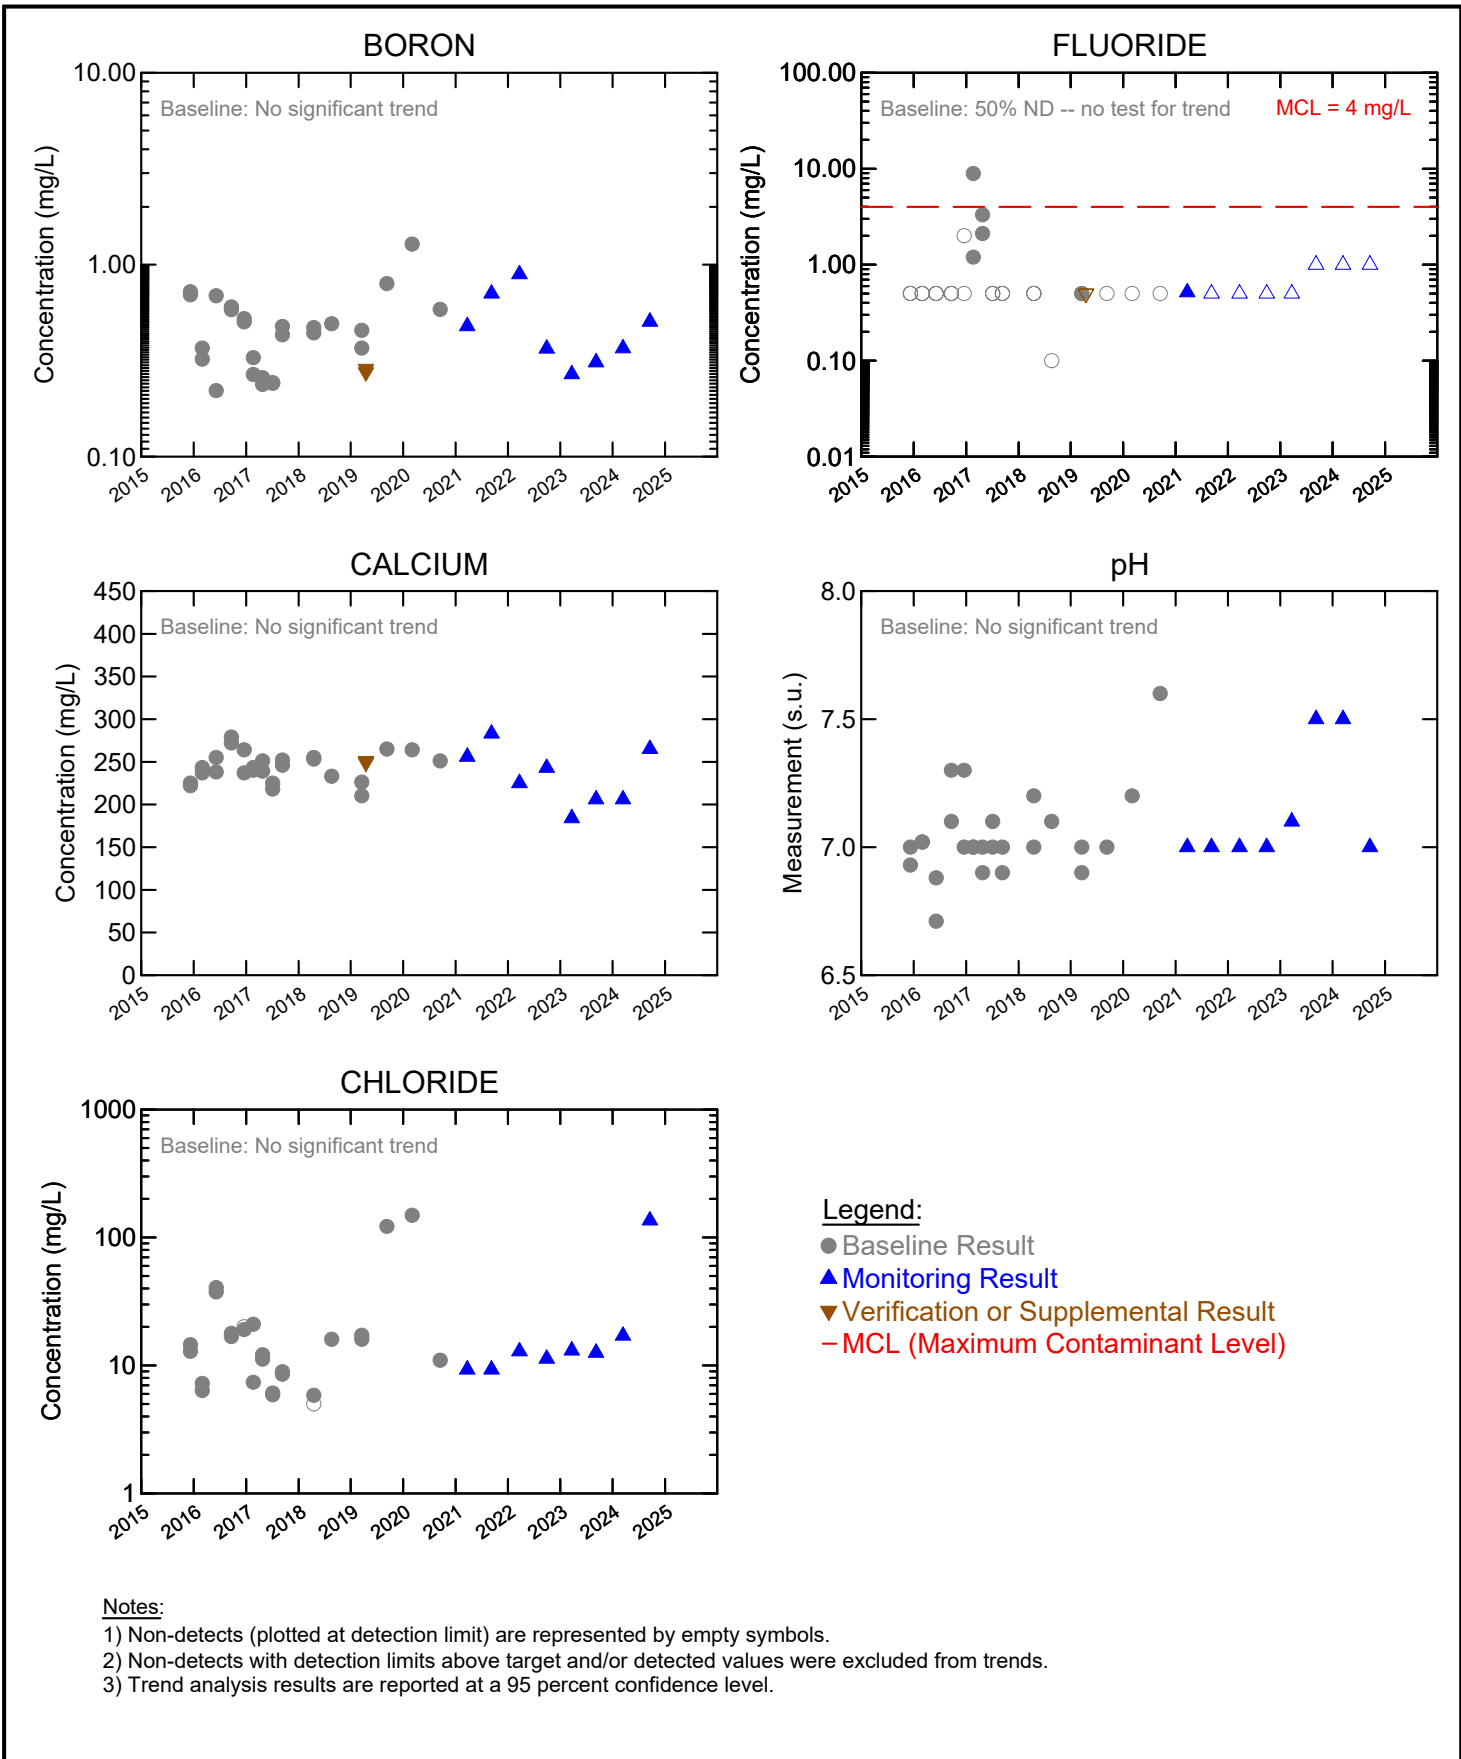 BORON
Baseline: No significant trend
Concentration (mg/L)
10.00
1.00
0.10
2015 2016 2017 2018 2019 2020 2021 2022 2023 2024 2025
FLUORIDE
Baseline: 50% ND -- no test for trend
MCL = 4 mg/L
Concentration (mg/L)
100.00
10.00
1.00
0.10
0.01
2015 2016 2017 2018 2019 2020 2021 2022 2023 2024 2025
CALCIUM
Baseline: No significant trend
Concentration (mg/L)
450
400
350
300
250
200
150
100
50
0
2015 2016 2017 2018 2019 2020 2021 2022 2023 2024 2025
pH
Baseline: No significant trend
Measurement (s.u.)
8.0
7.5
7.0
6.5
2015 2016 2017 2018 2019 2020 2021 2022 2023 2024 2025
CHLORIDE
Baseline: No significant trend
Concentration (mg/L)
1000
100
10
1
2015 2016 2017 2018 2019 2020 2021 2022 2023 2024 2025
Legend:
Baseline Result
Monitoring Result
Verification or Supplemental Result
MCL (Maximum Contaminant Level)
Notes:
1) Non-detects (plotted at detection limit) are represented by empty symbols.
2) Non-detects with detection limits above target and/or detected values were excluded from trends.
3) Trend analysis results are reported at a 95 percent confidence level.